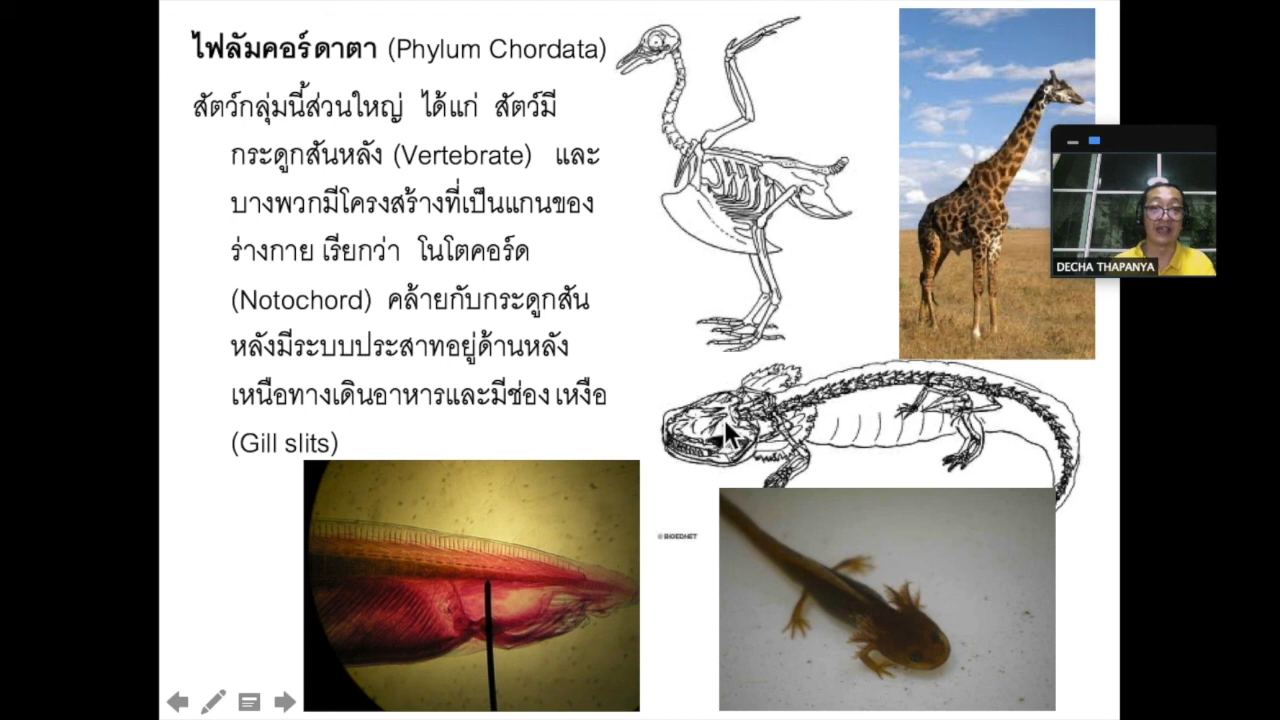 ไฟลัมคอร์ดาตา (Phylum Chordata)
สัตว์กลุ่มนี้ส่วนใหญ่ ได้แก่ สัตว์มี
กระดูกสันหลัง (Vertebrate) และ
บางพวกมีโครงสร้างที่เป็นแกนของ
ร่างกาย เรียกว่า โนโตคอร์ด
(Notochord) คล้ายกับกระดูกสัน
หลังมีระบบประสาทอยู่ด้านหลัง
เหนือทางเดินอาหารและมีช่อง เหงือ
(Gill slits)
DECHA THAPANYA
© BIOEDNET